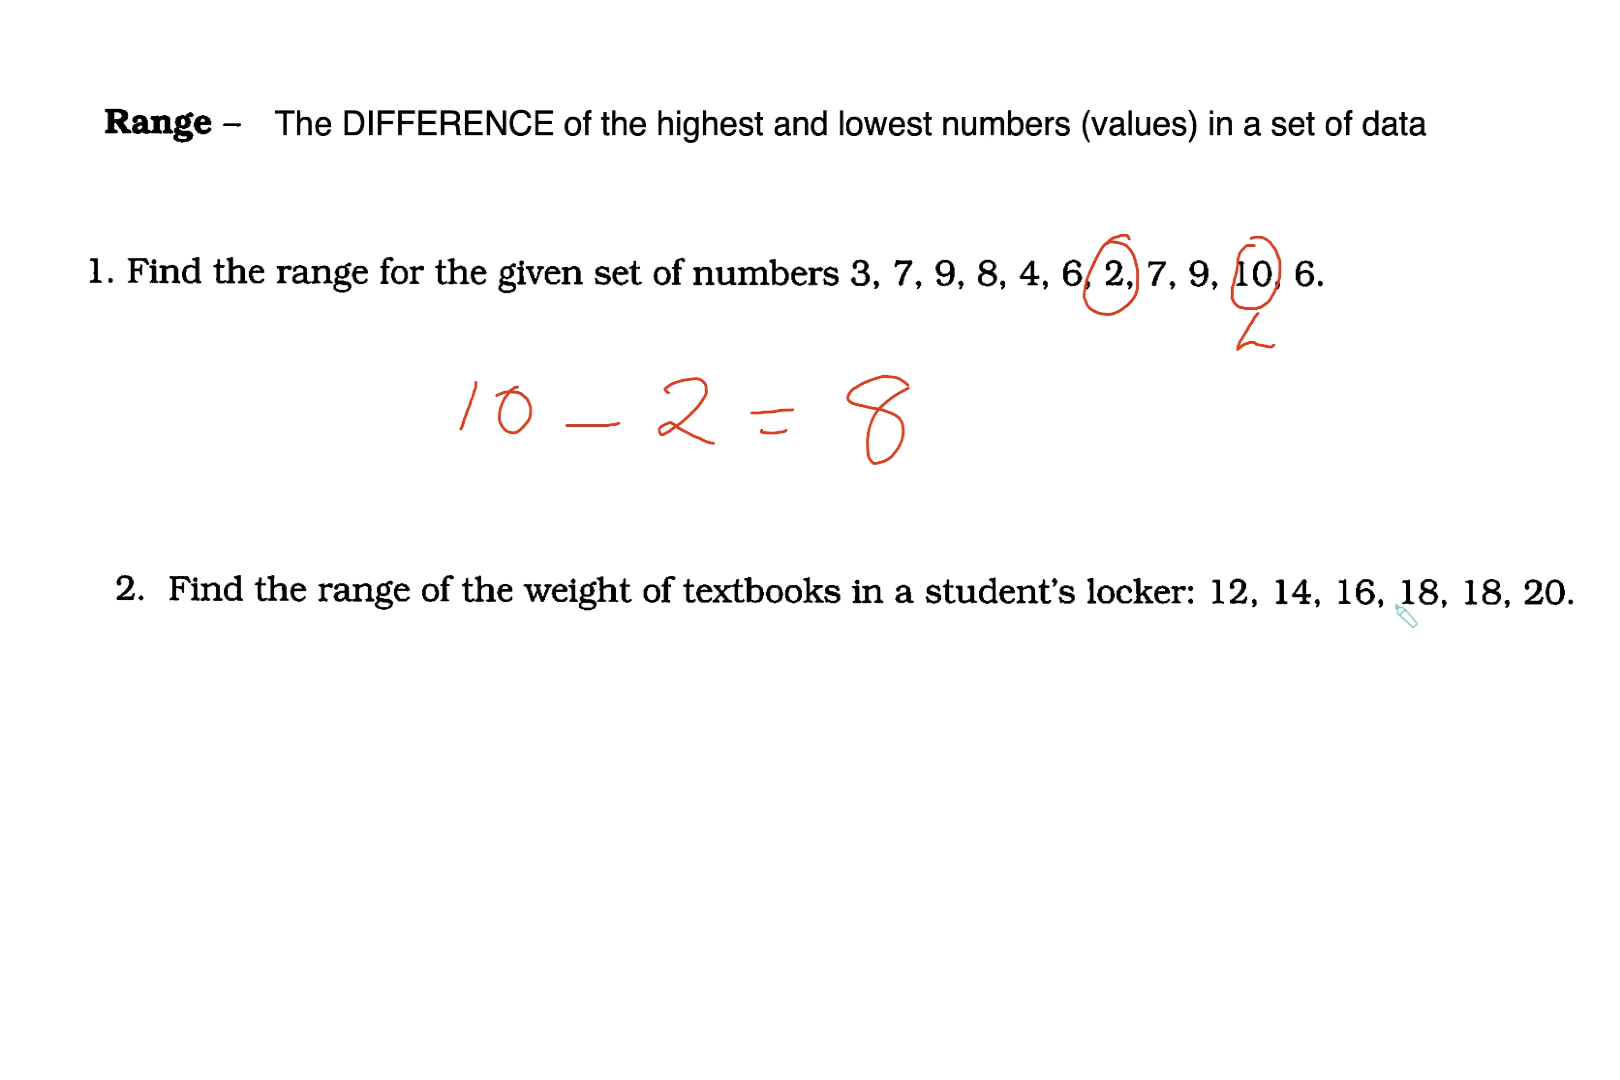 Range – The DIFFERENCE of the highest and lowest numbers (values) in a set of data
1. Find the range for the given set of numbers 3, 7, 9, 8, 4, 6, 2, 7, 9, 10, 6.
L
10 – 2 = 8
2. Find the range of the weight of textbooks in a student's locker: 12, 14, 16, 18, 18, 20.